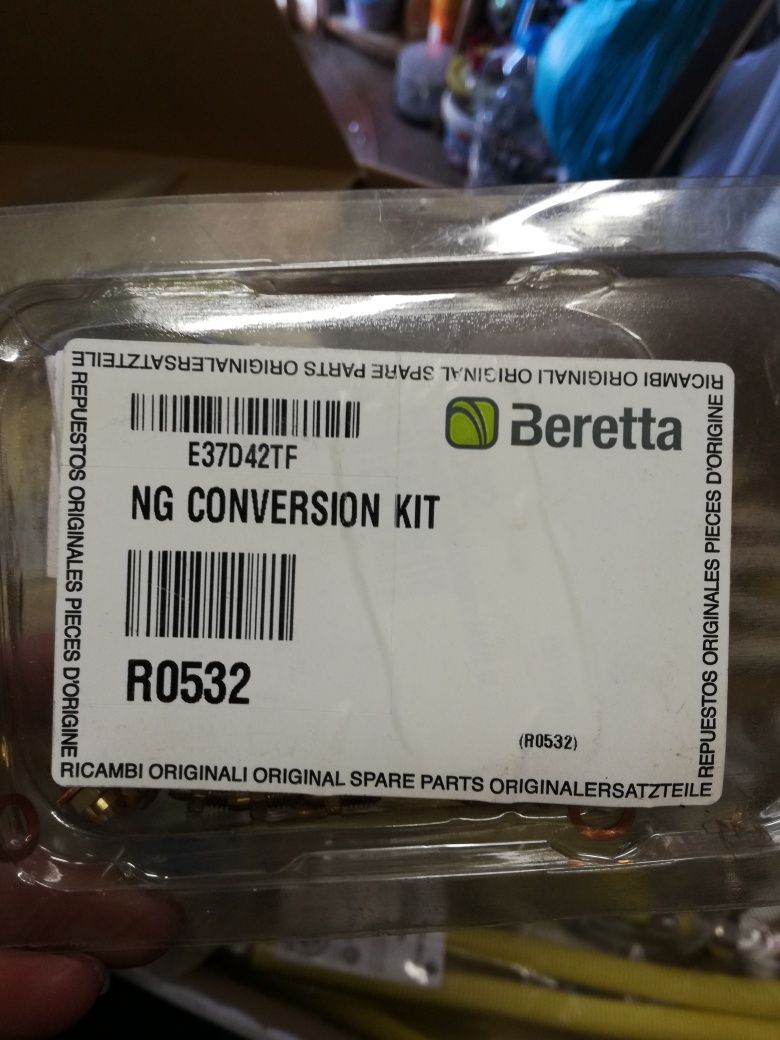 RICAMBI ORIGINALI ORIGINAL SPARE PARTS ORIGINALERSATZTEILE
REPUESTOS ORIGINALES PIECES D'ORIGINE
E37D42TF
Beretta
NG CONVERSION KIT
R0532
(R0532)
REPUESTOS ORIGINALES PIECES D'ORIGINE
RICAMBI ORIGINALI ORIGINAL SPARE PARTS ORIGINALERSATZTEILE